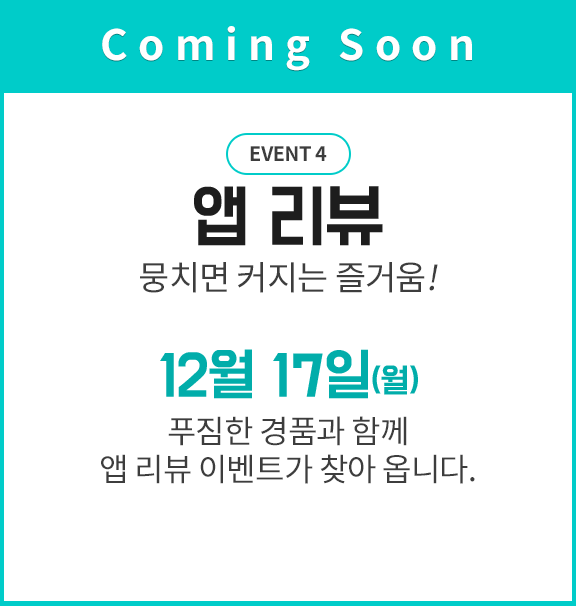 Coming Soon
EVENT 4
앱 리뷰
뭉치면 커지는 즐거움!
12월 17일(월)
푸짐한 경품과 함께
앱 리뷰 이벤트가 찾아 옵니다.